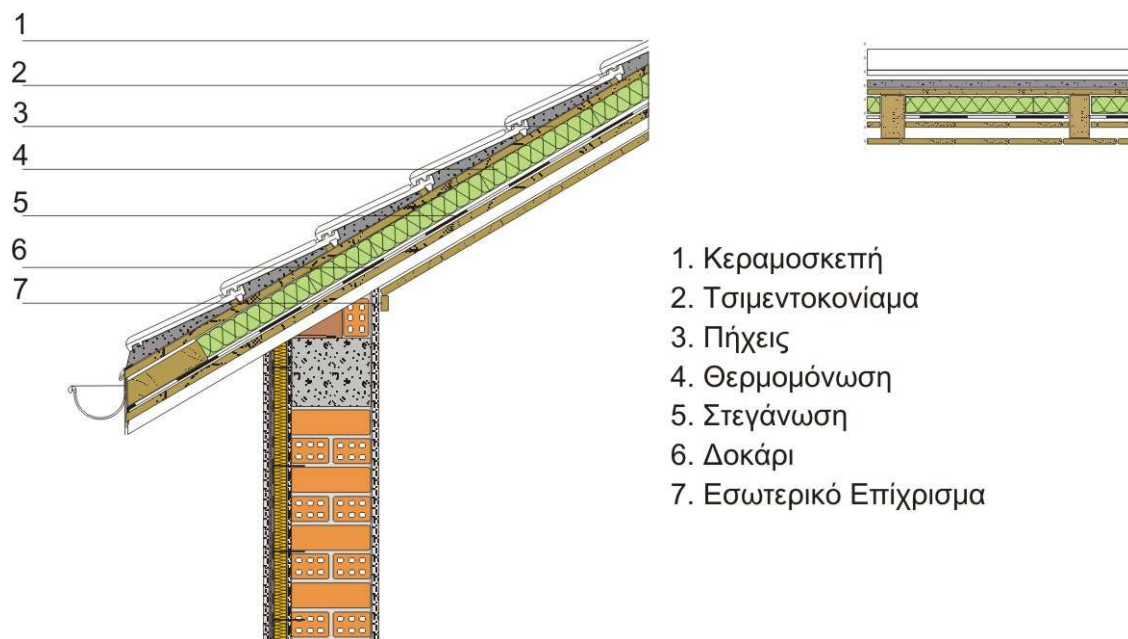 1
2
3
4
5
6
7
1. Κεραμοσκεπή
2. Τσιμεντοκονίαμα
3. Πήχεις
4. Θερμομόνωση
5. Στεγάνωση
6. Δοκάρι
7. Εσωτερικό Επίχρισμα